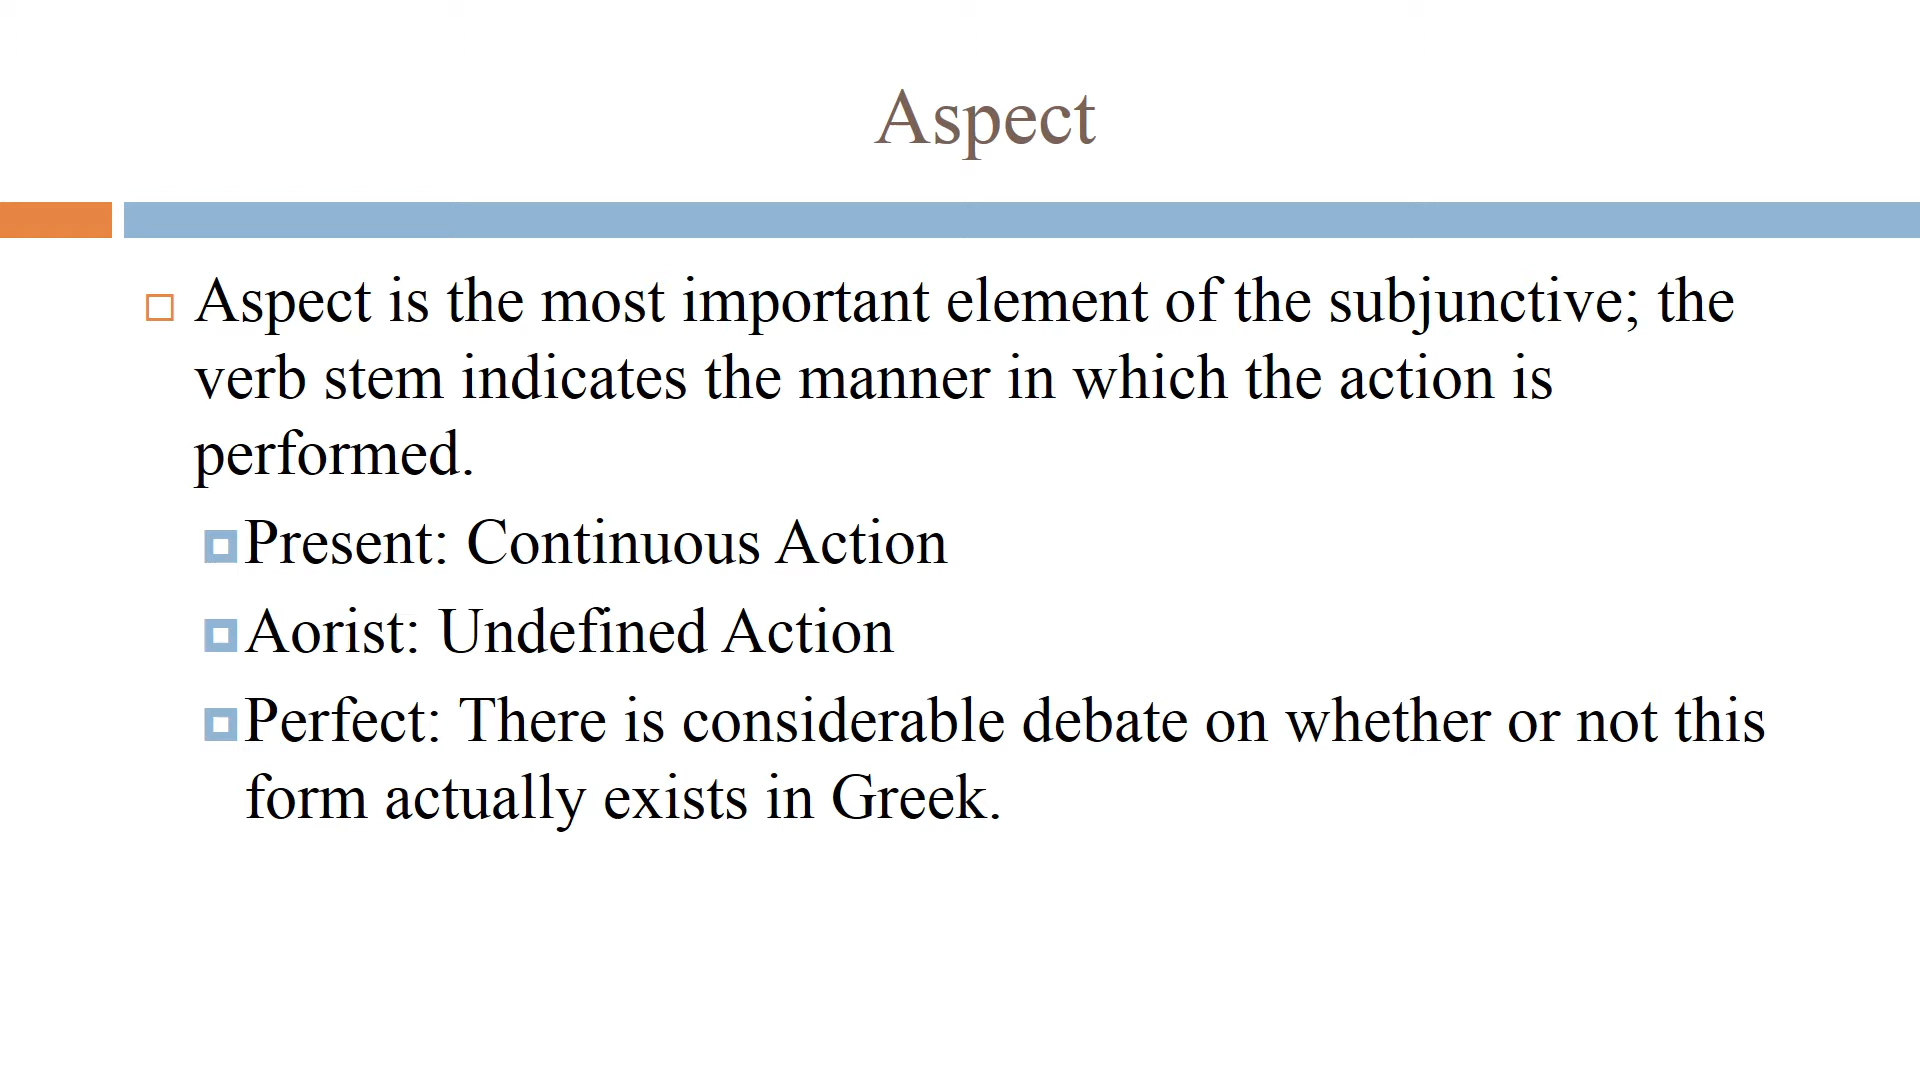 Aspect
Aspect is the most important element of the subjunctive; the
verb stem indicates the manner in which the action is
performed.
Present: Continuous Action
Aorist: Undefined Action
Perfect: There is considerable debate on whether or not this
form actually exists in Greek.